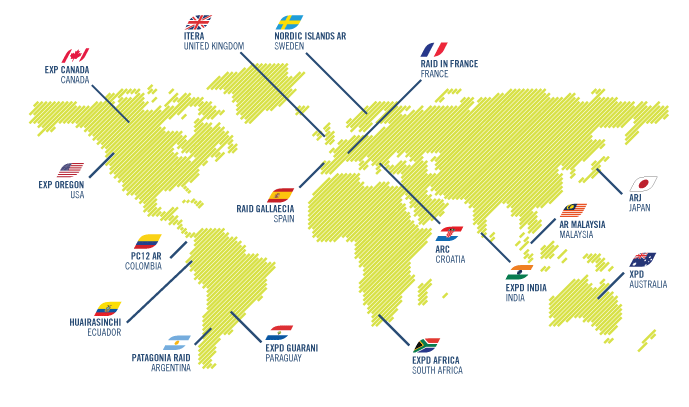 ITERA
UNITED KINGDOM
NORDIC ISLANDS AR
SWEDEN
EXP CANADA
CANADA
RAID IN FRANCE
FRANCE
EXP OREGON
USA
RAID GALLAECIA
SPAIN
ARJ
JAPAN
AR MALAYSIA
MALAYSIA
PC12 AR
COLOMBIA
ARC
CROATIA
XPD
AUSTRALIA
EXPD INDIA
INDIA
HUAIRASINCHI
ECUADOR
EXPD GUARANI
PARAGUAY
PATAGONIA RAID
ARGENTINA
EXPD AFRICA
SOUTH AFRICA